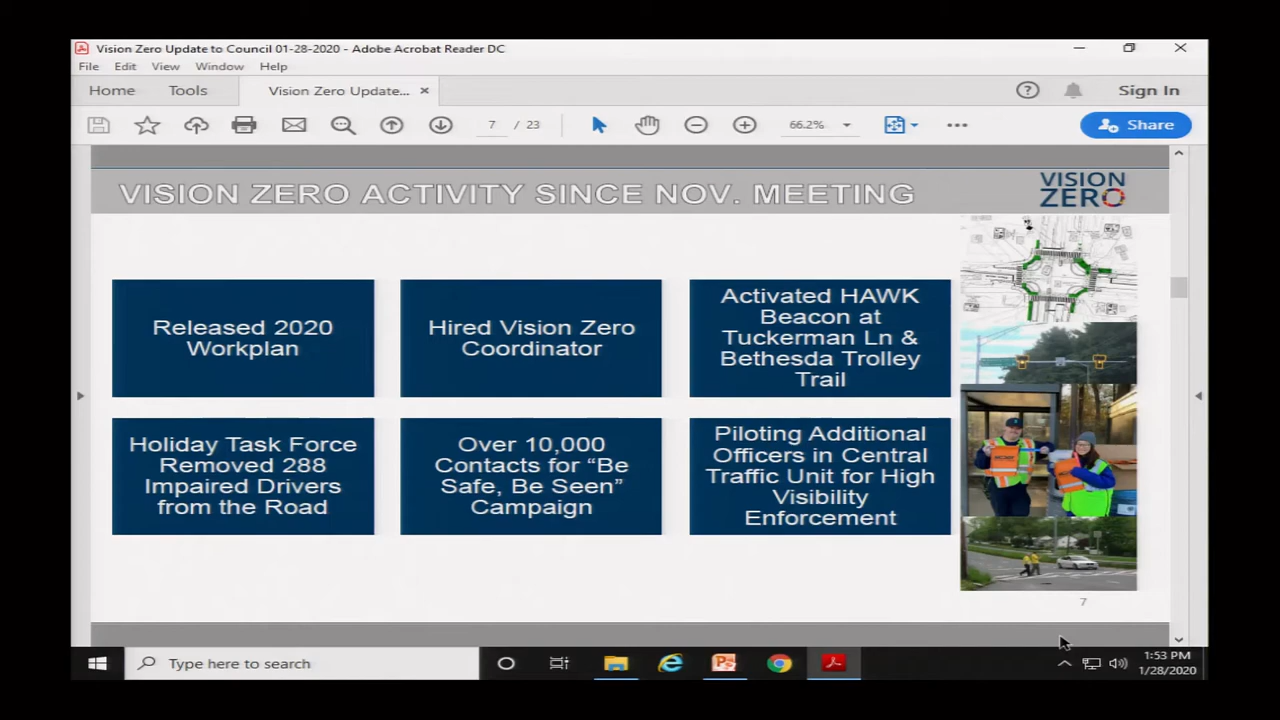 Vision Zero Update to Council 01-28-2020 - Adobe Acrobat Reader DC
File Edit View Window Help
Home Tools Vision Zero Update... Sign In
7 / 23 66.2% Share
VISION ZERO ACTIVITY SINCE NOV. MEETING
VISION
ZERO
Released 2020
Workplan
Hired Vision Zero
Coordinator
Activated HAWK
Beacon at
Tuckerman Ln &
Bethesda Trolley
Trail
Holiday Task Force
Removed 288
Impaired Drivers
from the Road
Over 10,000
Contacts for “Be
Safe, Be Seen”
Campaign
Piloting Additional
Officers in Central
Traffic Unit for High
Visibility
Enforcement
7
Type here to search
1:53 PM
1/28/2020